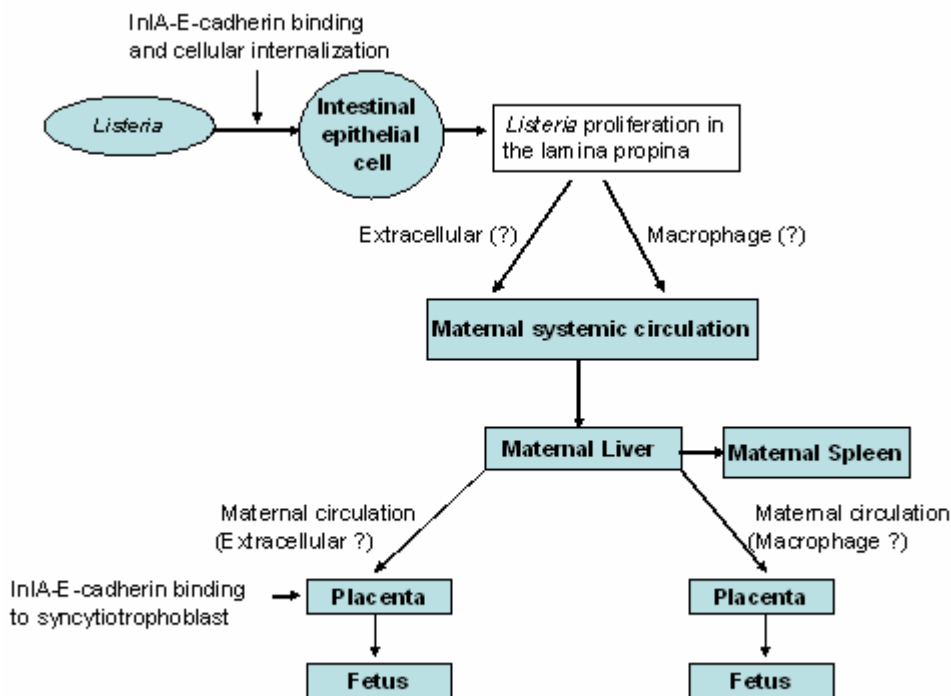 InlA-E-cadherin binding
and cellular internalization
Listeria
Intestinal
epithelial
cell
Listeria proliferation in
the lamina propina
Extracellular (?)
Macrophage (?)
Maternal systemic circulation
Maternal Liver
Maternal Spleen
Maternal circulation
(Extracellular ?)
Maternal circulation
(Macrophage ?)
InlA-E-cadherin binding
to syncytiotrophoblast
Placenta
Placenta
Fetus
Fetus